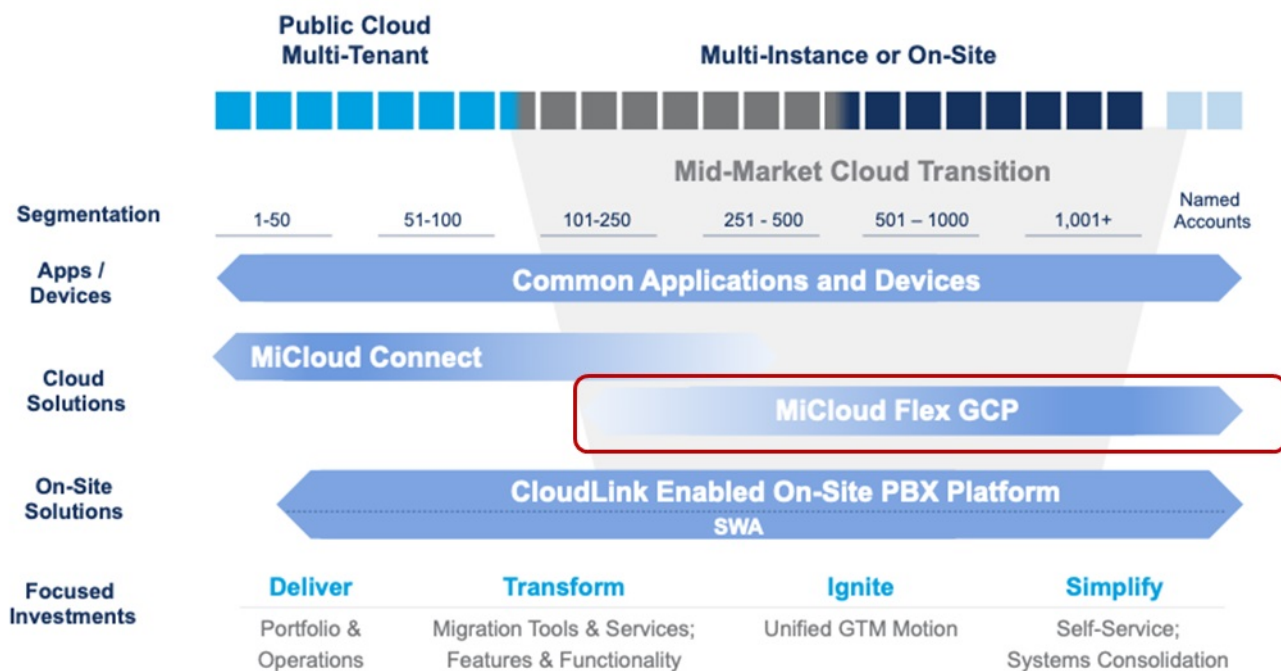 Public Cloud
Multi-Tenant
Multi-Instance or On-Site
Mid-Market Cloud Transition
Segmentation
1-50
51-100
101-250
251 - 500
501 – 1000
1,001+
Named
Accounts
Apps /
Devices
Common Applications and Devices
Cloud
Solutions
MiCloud Connect
MiCloud Flex GCP
On-Site
Solutions
CloudLink Enabled On-Site PBX Platform
SWA
Focused
Investments
Deliver
Portfolio &
Operations
Transform
Migration Tools & Services;
Features & Functionality
Ignite
Unified GTM Motion
Simplify
Self-Service;
Systems Consolidation